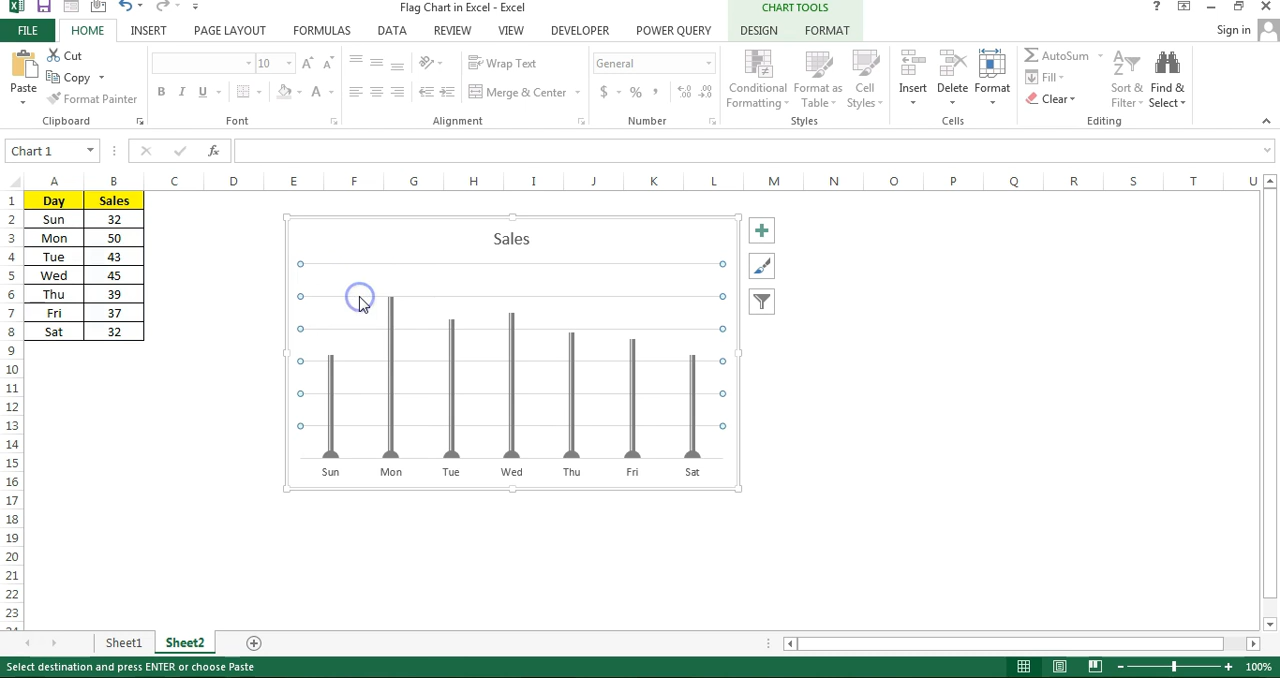 Flag Chart in Excel - Excel
CHART TOOLS
?
FILE HOME INSERT PAGE LAYOUT FORMULAS DATA REVIEW VIEW DEVELOPER POWER QUERY DESIGN FORMAT Sign in
Paste
Cut
Copy
Format Painter
10
Wrap Text
Merge & Center
General
Conditional Formatting
Format as Table
Cell Styles
Insert
Delete
Format
AutoSum
Fill
Clear
Sort & Filter
Find & Select
Clipboard Font Alignment Number Styles Cells Editing
Chart 1
fx
A B C D E F G H I J K L M N O P Q R S T U
1 Day Sales
2 Sun 32
3 Mon 50
4 Tue 43
5 Wed 45
6 Thu 39
7 Fri 37
8 Sat 32
9
10
11
12
13
14
15
16
17
18
19
20
21
22
23
Sales
Sun Mon Tue Wed Thu Fri Sat
Sheet1 Sheet2
Select destination and press ENTER or choose Paste
100%